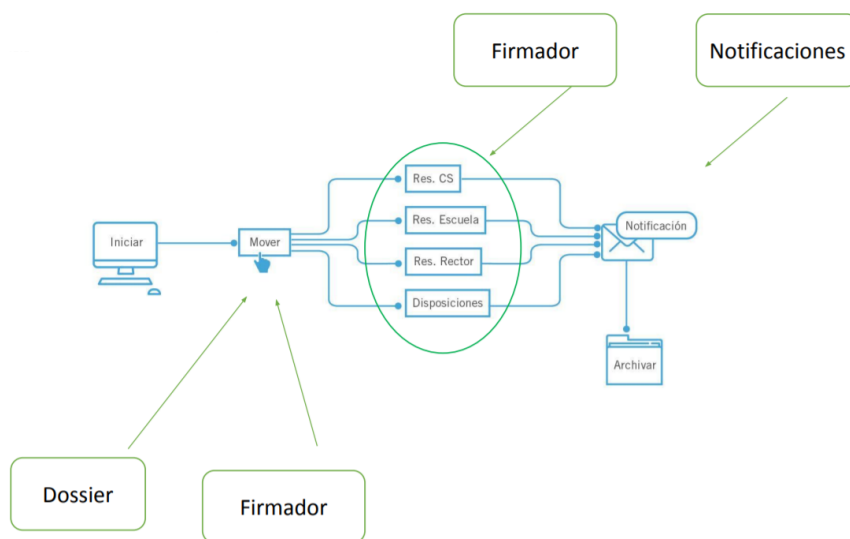 Firmador
Notificaciones
Res. CS
Res. Escuela
Notificación
Iniciar
Mover
Res. Rector
Disposiciones
Archivar
Dossier
Firmador